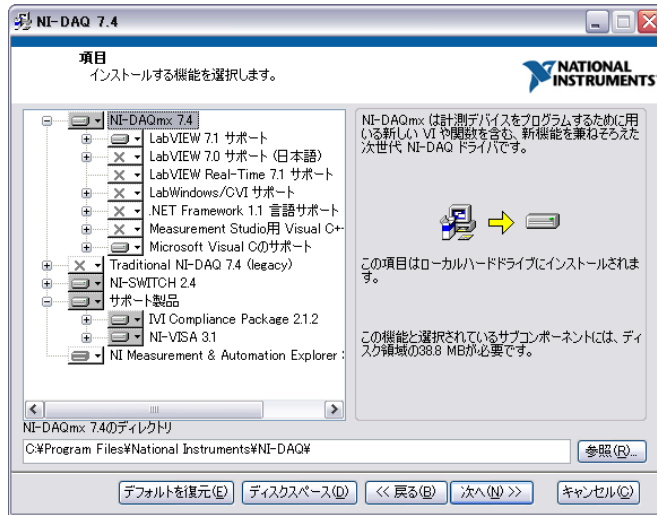 NI-DAQ 7.4
項目
インストールする機能を選択します。
NATIONAL
INSTRUMENTS
NI-DAQmx 7.4
LabVIEW 7.1 サポート
LabVIEW 7.0 サポート (日本語)
LabVIEW Real-Time 7.1 サポート
LabWindows/CVI サポート
.NET Framework 1.1 言語サポート
Measurement Studio用 Visual C+
Microsoft Visual Cのサポート
Traditional NI-DAQ 7.4 (legacy)
NI-SWITCH 2.4
サポート製品
IVI Compliance Package 2.1.2
NI-VISA 3.1
NI Measurement & Automation Explorer
NI-DAQmx は計測デバイスをプログラムするために用
いる新しい VI や関数を含む、新機能を兼ねそろえた
次世代 NI-DAQ ドライバです。
この項目はローカルハードドライブにインストールされま
す。
この機能と選択されているサブコンポーネントには、ディ
スク領域の38.8 MBが必要です。
NI-DAQmx 7.4のディレクトリ
C:¥Program Files¥National Instruments¥NI-DAQ¥
参照(R)...
デフォルトを復元(E)
ディスクスペース(D)
<< 戻る(B)
次へ(N) >>
キャンセル(C)